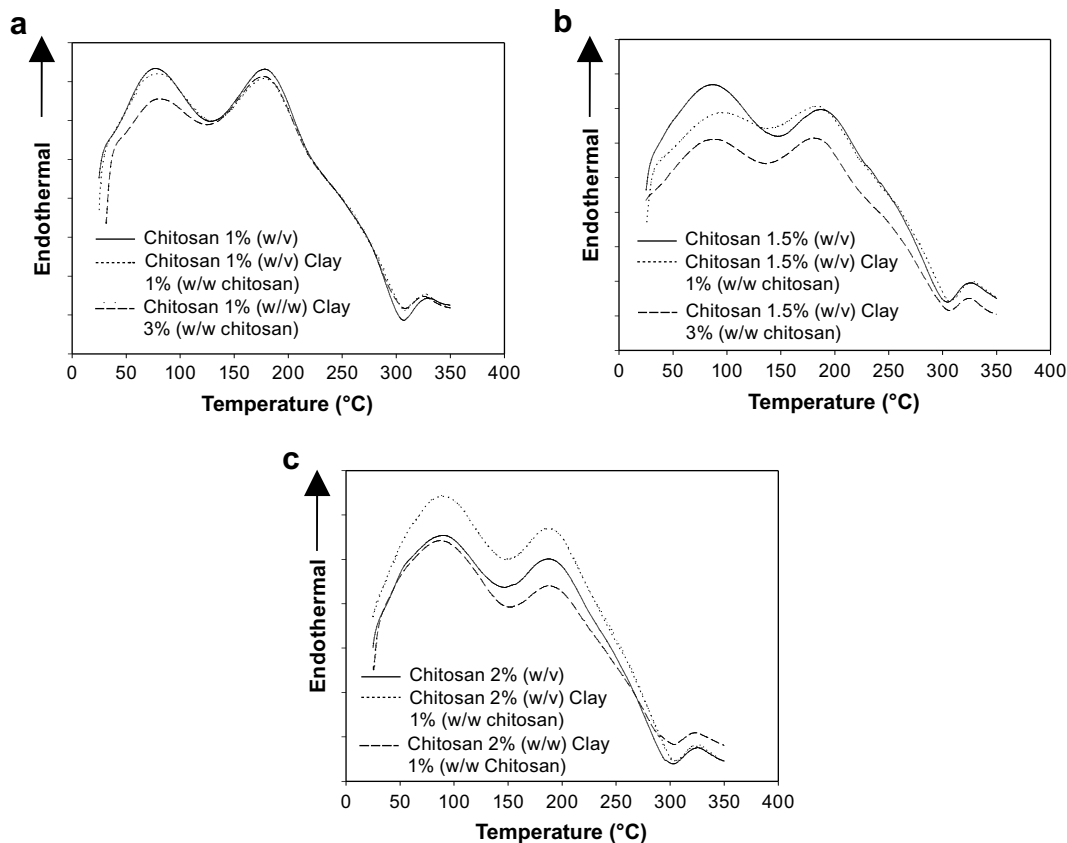 a
Endothermal
Chitosan 1% (w/v)
Chitosan 1% (w/v) Clay
1% (w/w chitosan)
Chitosan 1% (w//w) Clay
3% (w/w chitosan)
0 50 100 150 200 250 300 350 400
Temperature (°C)
b
Endothermal
Chitosan 1.5% (w/v)
Chitosan 1.5% (w/v) Clay
1% (w/w chitosan)
Chitosan 1.5% (w/v) Clay
3% (w/w chitosan)
0 50 100 150 200 250 300 350 400
Temperature (°C)
c
Endothermal
Chitosan 2% (w/v)
Chitosan 2% (w/v) Clay
1% (w/w chitosan)
Chitosan 2% (w/w) Clay
1% (w/w Chitosan)
0 50 100 150 200 250 300 350 400
Temperature (°C)